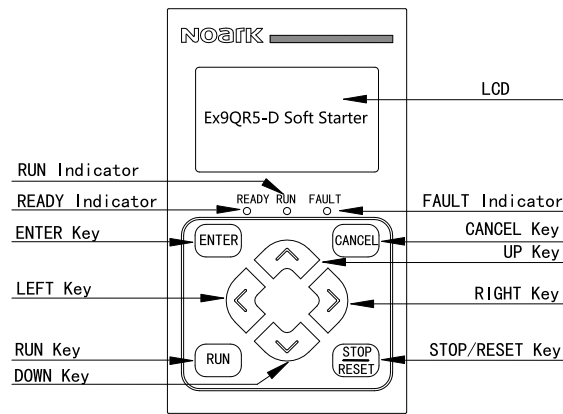 NOARK
LCD
Ex9QR5-D Soft Starter
RUN Indicator
READY Indicator
READY RUN FAULT
FAULT Indicator
ENTER Key
ENTER
CANCEL
CANCEL Key
UP Key
LEFT Key
RIGHT Key
RUN Key
RUN
STOP
RESET
STOP/RESET Key
DOWN Key